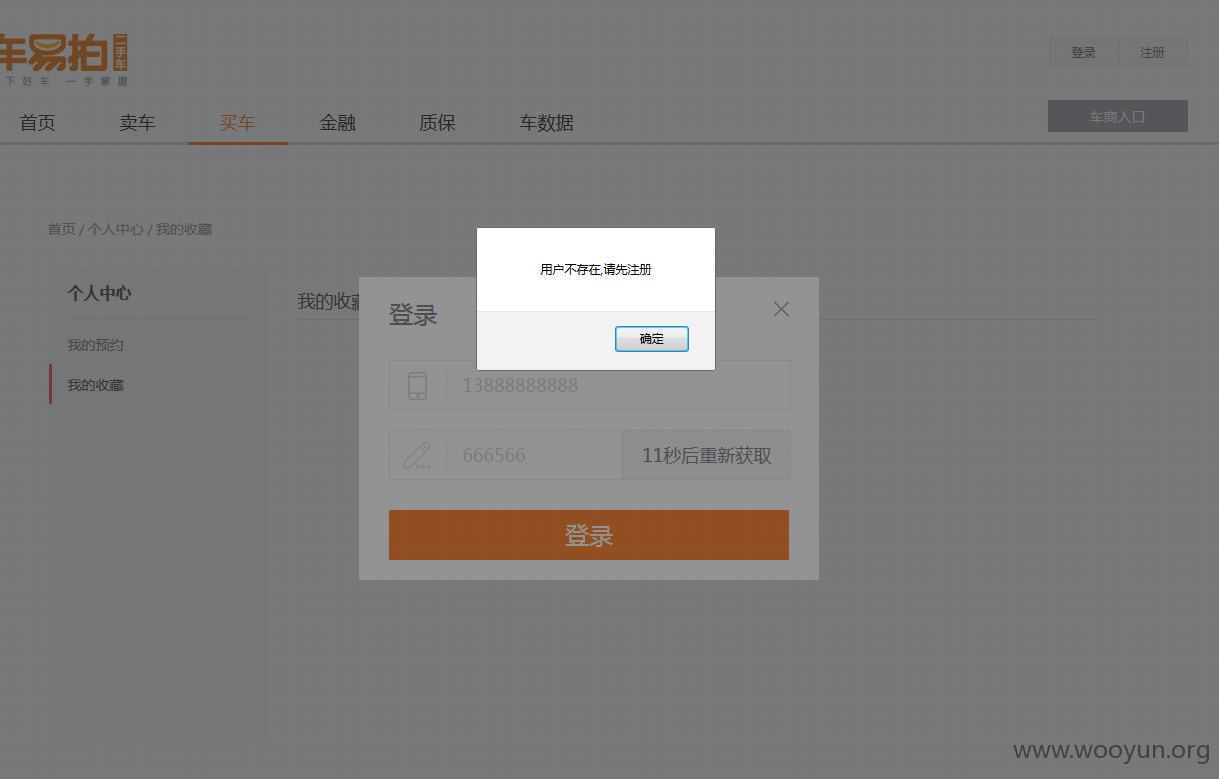 车易拍 二手车
下好车 一手掌握
登录 注册
首页 卖车 买车 金融 质保 车数据
车商入口
首页 / 个人中心 / 我的收藏
个人中心
我的预约
我的收藏
我的收藏
用户不存在,请先注册
确定
登录
13888888888
666566
11秒后重新获取
登录
www.wooyun.org